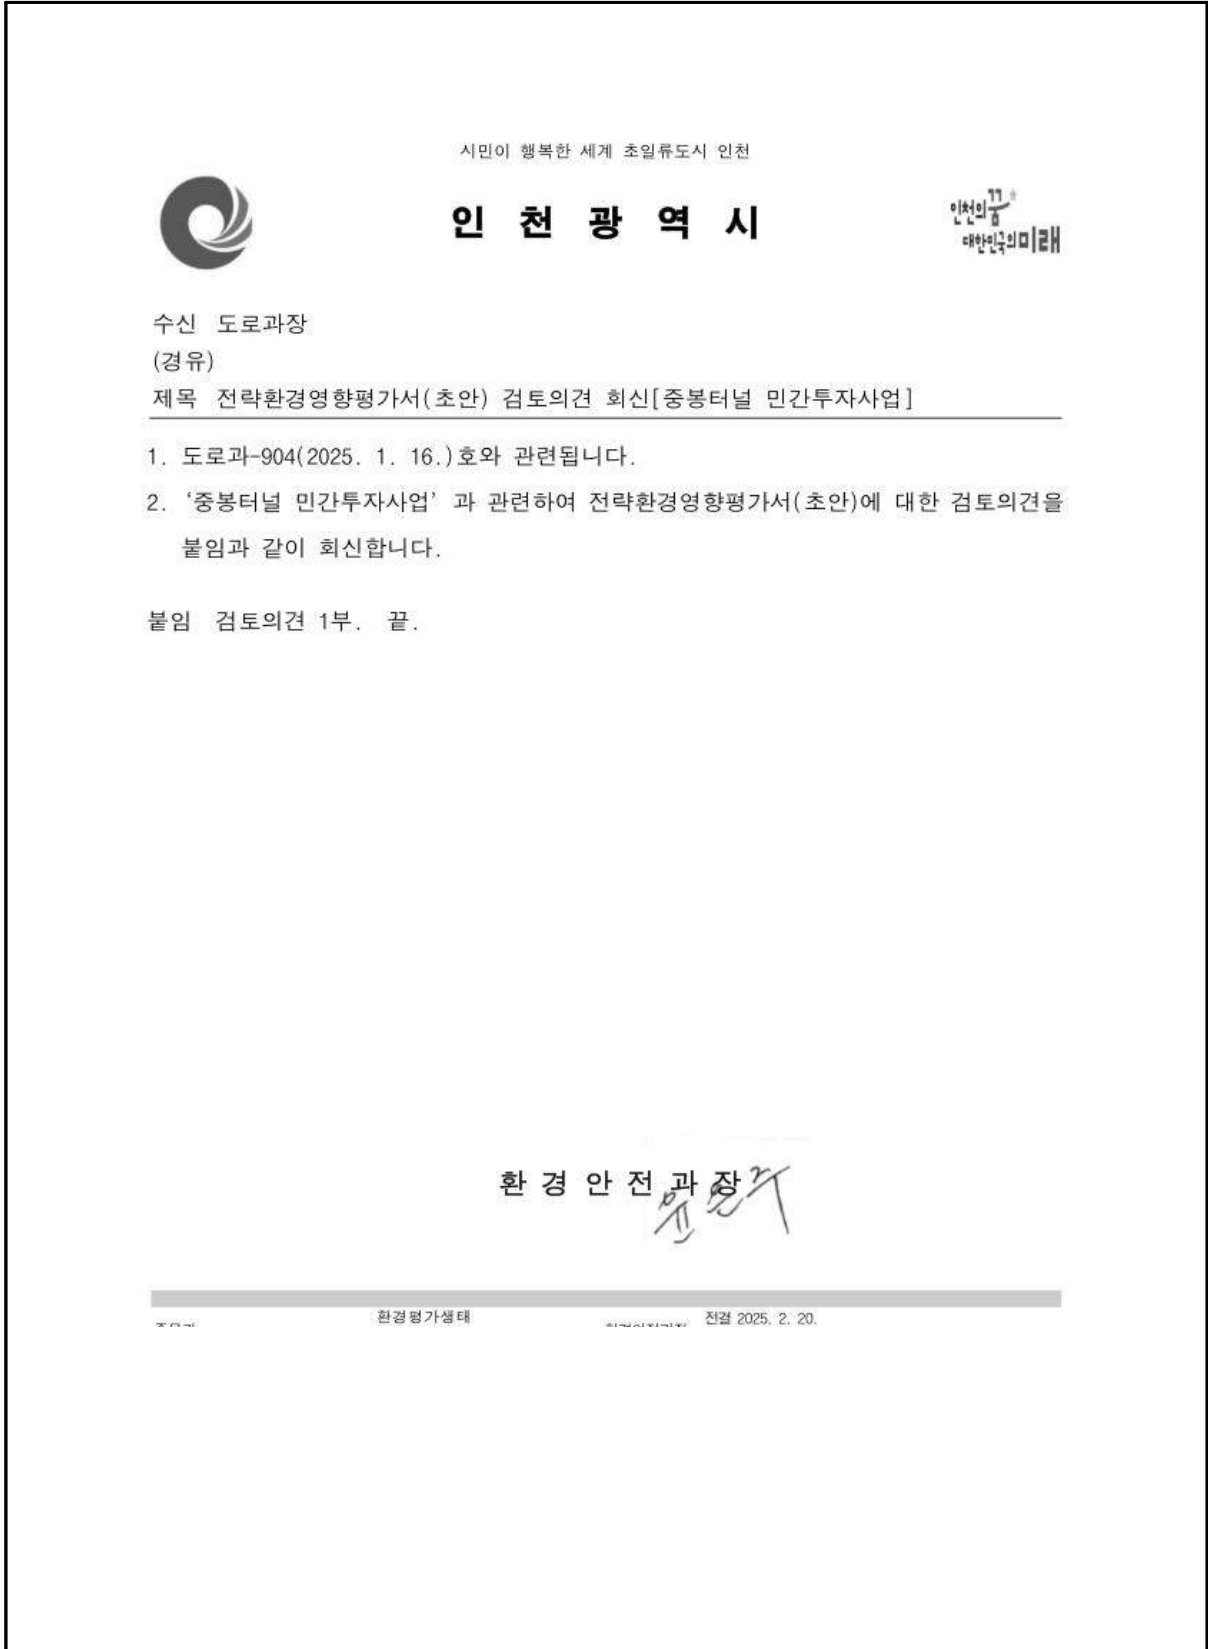 시민이 행복한 세계 초일류도시 인천
인 천 광 역 시
인천의 꿈
대한민국의 미래
수신 도로과장
(경유)
제목 전략환경영향평가서(초안) 검토의견 회신[중봉터널 민간투자사업]
1. 도로과-904(2025. 1. 16.)호와 관련됩니다.
2. ‘중봉터널 민간투자사업’ 과 관련하여 전략환경영향평가서(초안)에 대한 검토의견을
붙임과 같이 회신합니다.
붙임 검토의견 1부. 끝.
환 경 안 전 과 장
환경평가생태
전결 2025. 2. 20.